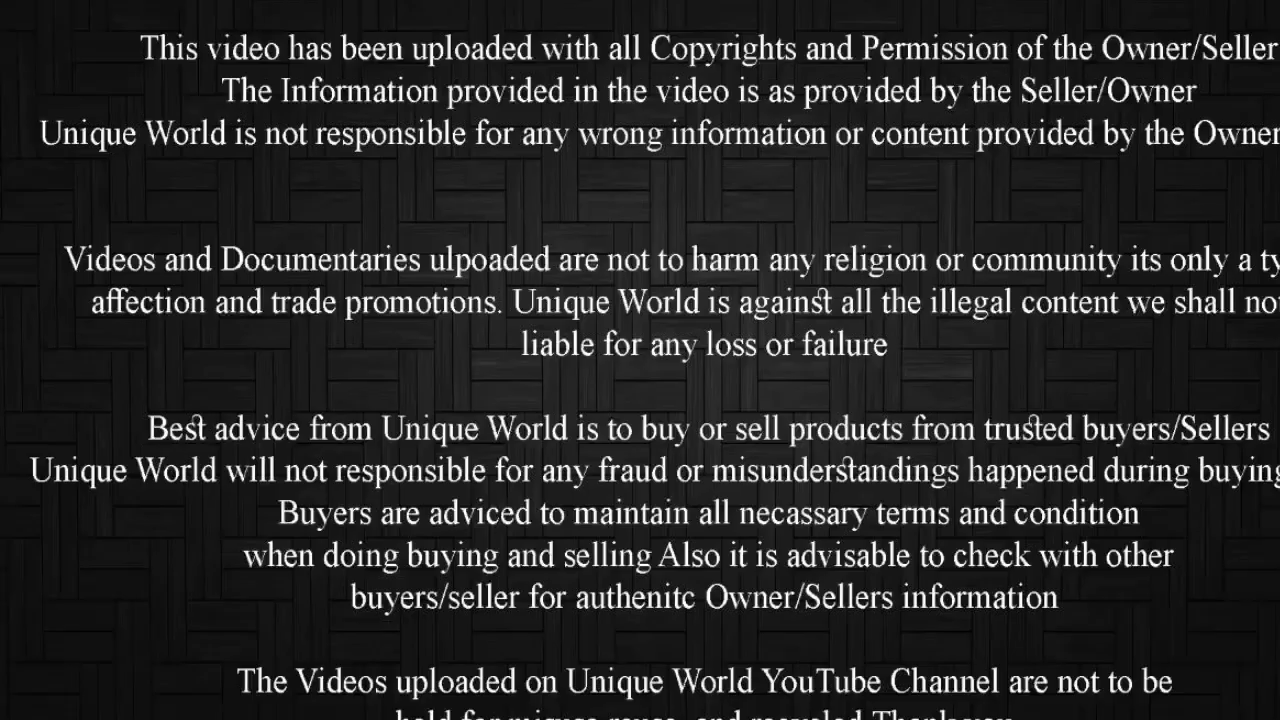 This video has been uploaded with all Copyrights and Permission of the Owner/Seller
The Information provided in the video is as provided by the Seller/Owner
Unique World is not responsible for any wrong information or content provided by the Owner
Videos and Documentaries ulpoaded are not to harm any religion or community its only a ty
affection and trade promotions. Unique World is against all the illegal content we shall no
liable for any loss or failure
Best advice from Unique World is to buy or sell products from trusted buyers/Sellers
Unique World will not responsible for any fraud or misunderstandings happened during buying
Buyers are adviced to maintain all necassary terms and condition
when doing buying and selling Also it is advisable to check with other
buyers/seller for authenitc Owner/Sellers information
The Videos uploaded on Unique World YouTube Channel are not to be